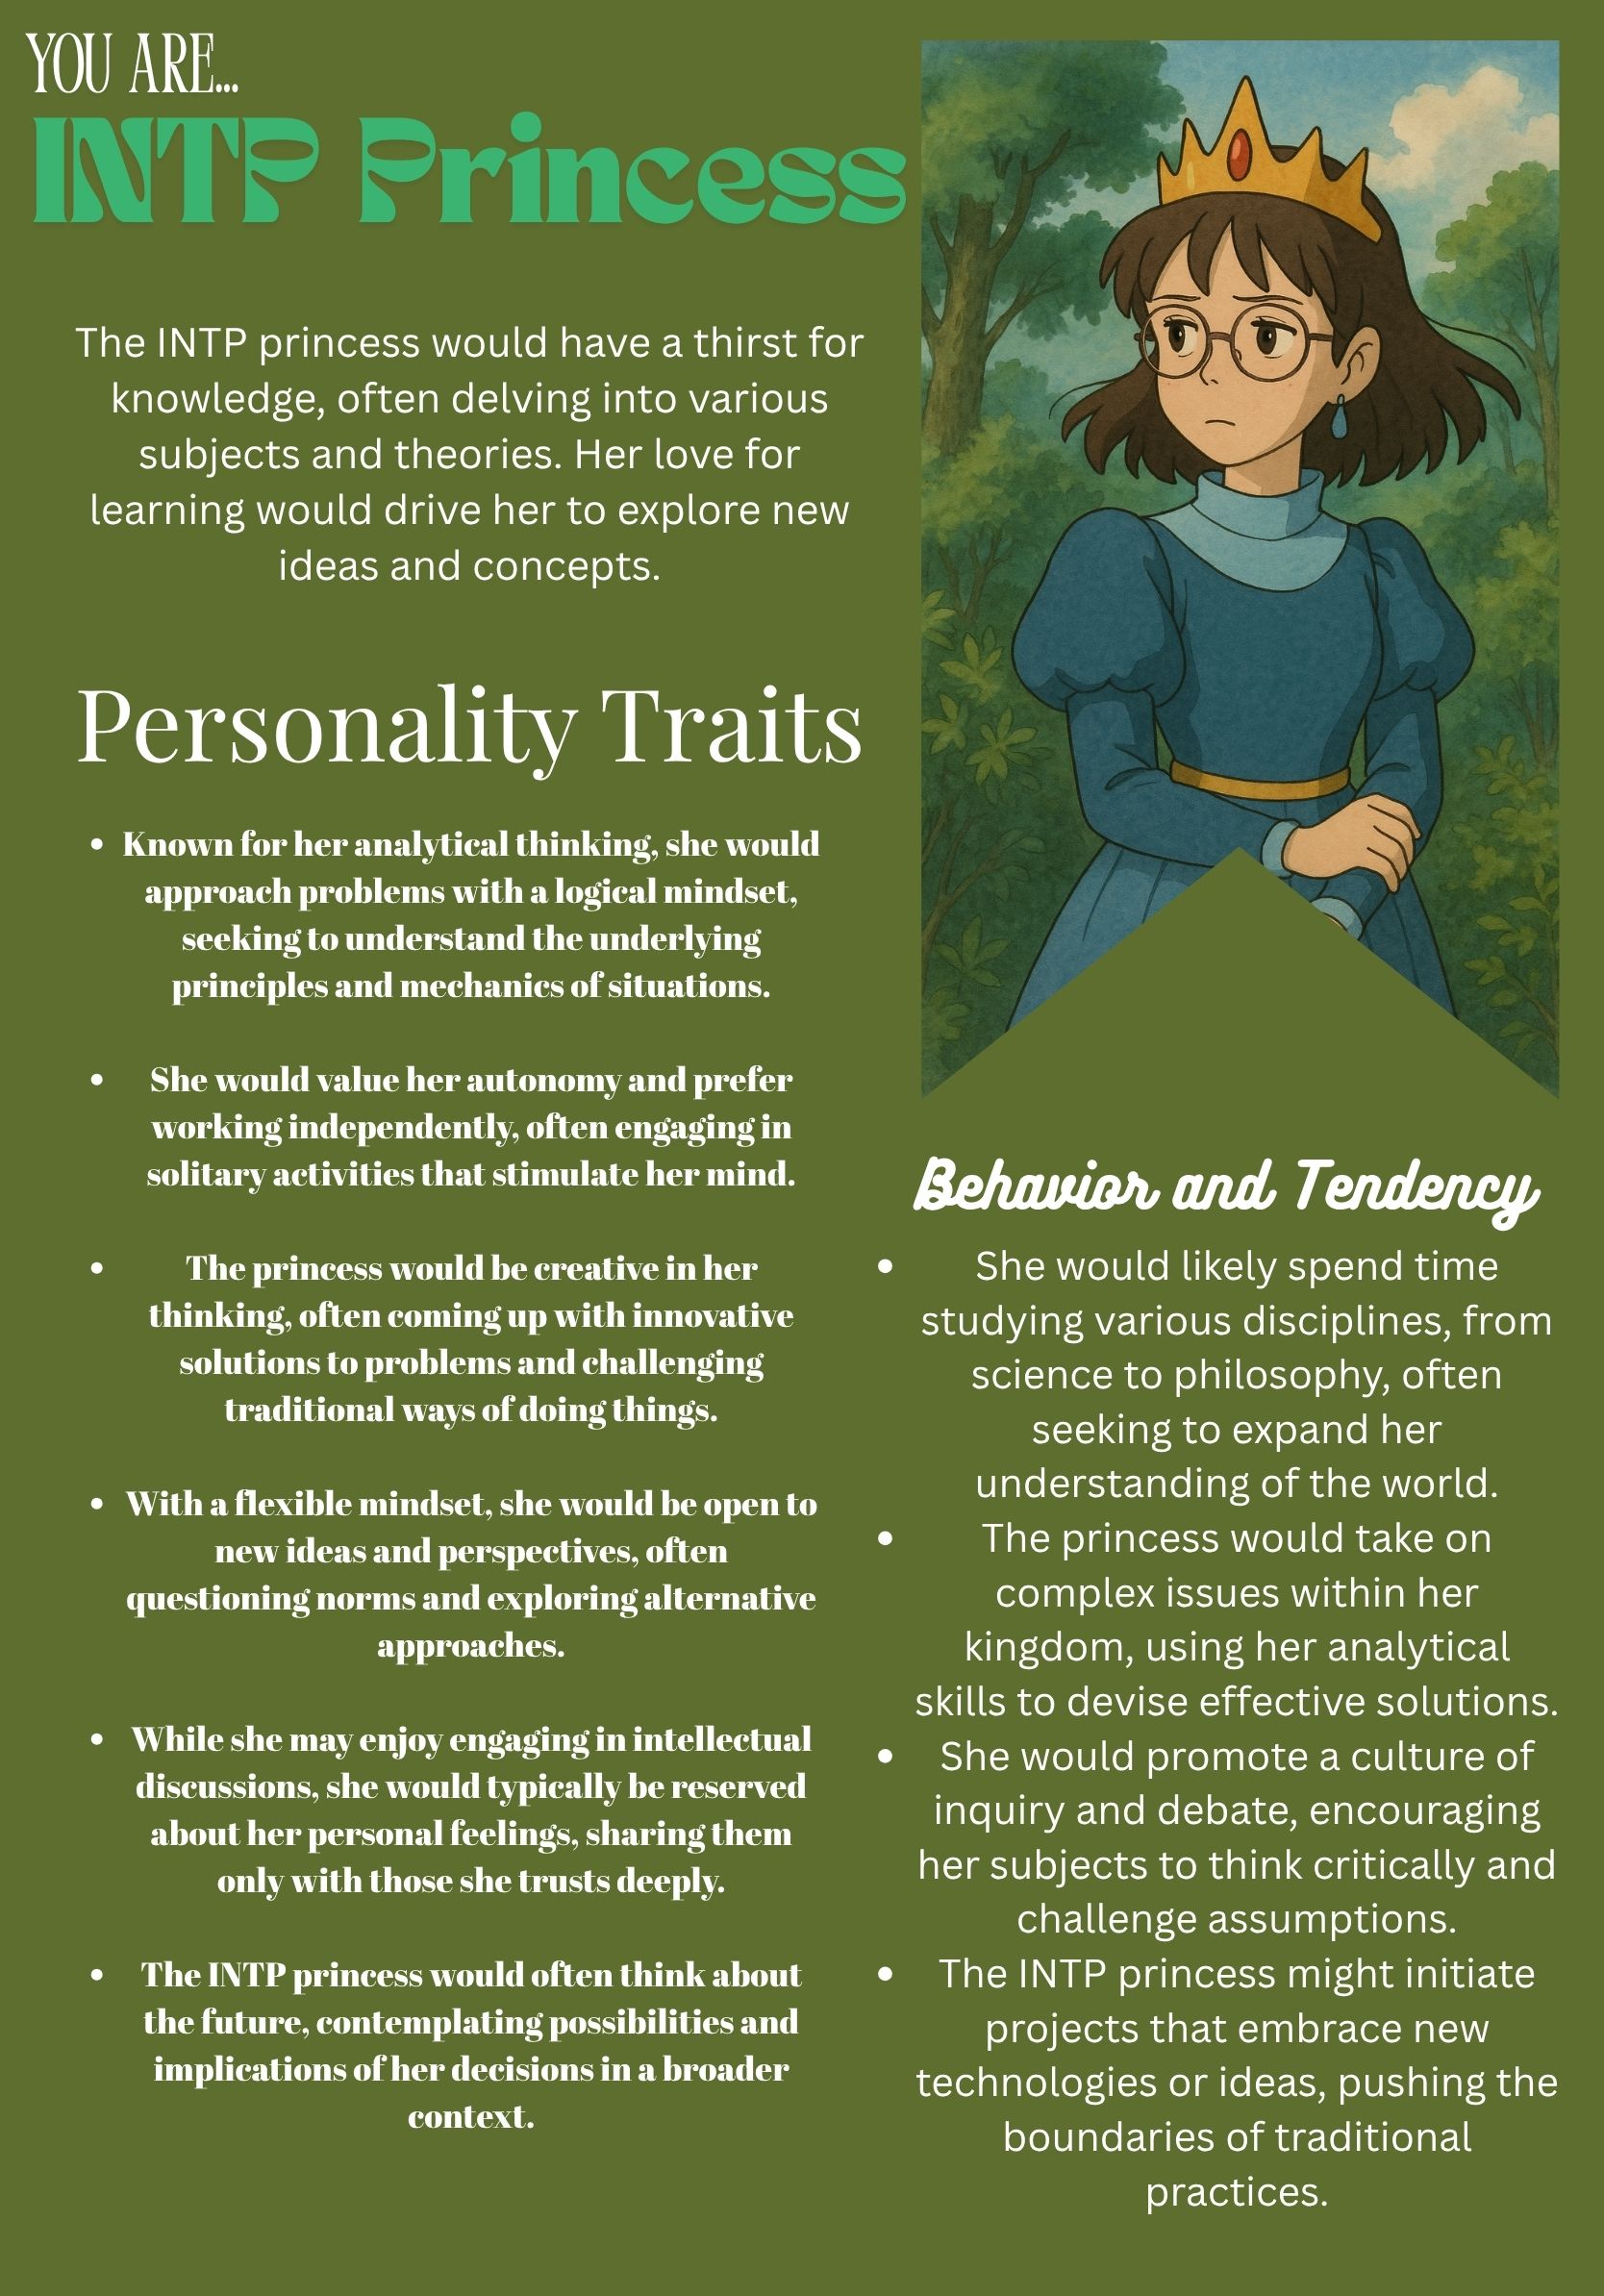 YOU ARE...
INTP Princess
The INTP princess would have a thirst for
knowledge, often delving into various
subjects and theories. Her love for
learning would drive her to explore new
ideas and concepts.
Personality Traits
• Known for her analytical thinking, she would
approach problems with a logical mindset,
seeking to understand the underlying
principles and mechanics of situations.
• She would value her autonomy and prefer
working independently, often engaging in
solitary activities that stimulate her mind.
• The princess would be creative in her
thinking, often coming up with innovative
solutions to problems and challenging
traditional ways of doing things.
• With a flexible mindset, she would be open to
new ideas and perspectives, often
questioning norms and exploring alternative
approaches.
• While she may enjoy engaging in intellectual
discussions, she would typically be reserved
about her personal feelings, sharing them
only with those she trusts deeply.
• The INTP princess would often think about
the future, contemplating possibilities and
implications of her decisions in a broader
context.
Behavior and Tendency
• She would likely spend time
studying various disciplines, from
science to philosophy, often
seeking to expand her
understanding of the world.
• The princess would take on
complex issues within her
kingdom, using her analytical
skills to devise effective solutions.
• She would promote a culture of
inquiry and debate, encouraging
her subjects to think critically and
challenge assumptions.
• The INTP princess might initiate
projects that embrace new
technologies or ideas, pushing the
boundaries of traditional
practices.